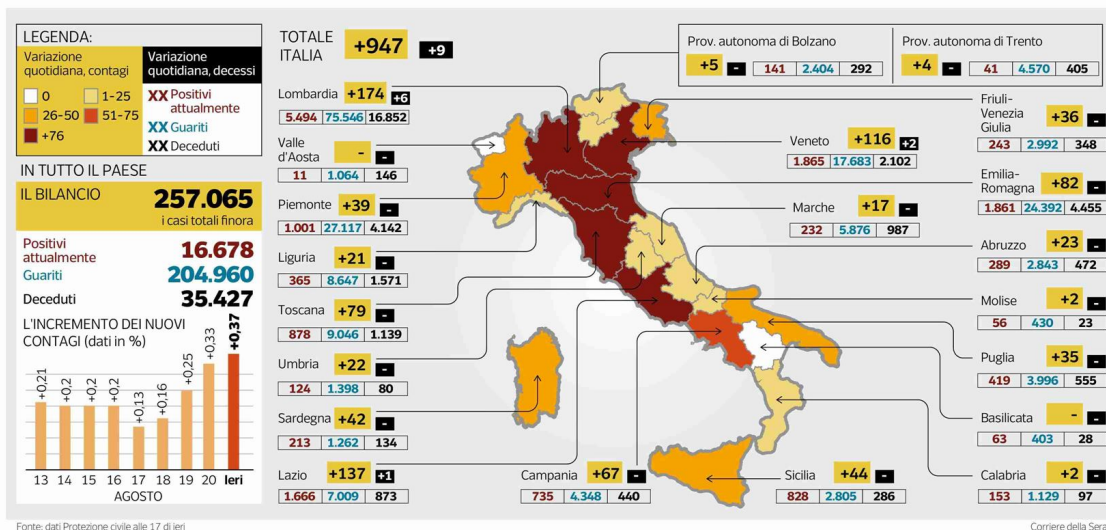 LEGENDA:
Variazione
quotidiana, contagi
0
1-25
26-50
51-75
+76
Variazione
quotidiana, decessi
XX Positivi
attualmente
XX Guariti
XX Deceduti
IN TUTTO IL PAESE
IL BILANCIO 257.065
i casi totali finora
Positivi
attualmente 16.678
Guariti 204.960
Deceduti 35.427
L'INCREMENTO DEI NUOVI
CONTAGI (dati in %)
+0,21 +0,2 +0,2 +0,2 +0,13 +0,16 +0,25 +0,33 +0,37
13 14 15 16 17 18 19 20 Ieri
AGOSTO
TOTALE
ITALIA +947 +9
Lombardia +174 +6
5.494 75.546 16.852
Valle
d'Aosta - -
11 1.064 146
Piemonte +39 -
1.001 27.117 4.142
Liguria +21 -
365 8.647 1.571
Toscana +79 -
878 9.046 1.139
Umbria +22 -
124 1.398 80
Sardegna +42 -
213 1.262 134
Lazio +137 +1
1.666 7.009 873
Campania +67 -
735 4.348 440
Sicilia +44 -
828 2.805 286
Prov. autonoma di Bolzano
+5 - 141 2.404 292
Prov. autonoma di Trento
+4 - 41 4.570 405
Veneto +116 +2
1.865 17.683 2.102
Marche +17 -
232 5.876 987
Friuli-
Venezia
Giulia +36 -
243 2.992 348
Emilia-
Romagna +82 -
1.861 24.392 4.455
Abruzzo +23 -
289 2.843 472
Molise +2 -
56 430 23
Puglia +35 -
419 3.996 555
Basilicata - -
63 403 28
Calabria +2 -
153 1.129 97
Fonte: dati Protezione civile alle 17 di ieri
Corriere della Sera